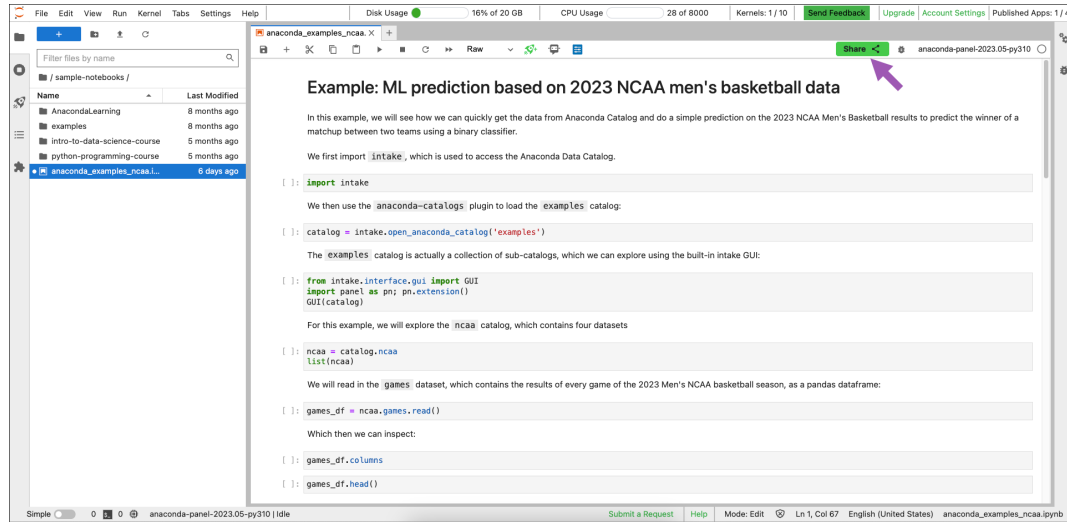 File Edit View Run Kernel Tabs Settings Help
Disk Usage 16% of 20 GB CPU Usage 28 of 8000 Kernels: 1 / 10 Send Feedback Upgrade Account Settings Published Apps: 1 / 4
Filter files by name
/ sample-notebooks /
Name Last Modified
AnacondaLearning 8 months ago
examples 8 months ago
intro-to-data-science-course 5 months ago
python-programming-course 5 months ago
anaconda_examples_ncaa.i... 6 days ago
anaconda_examples_ncaa. X +
Raw Share anaconda-panel-2023.05-py310
Example: ML prediction based on 2023 NCAA men's basketball data
In this example, we will see how we can quickly get the data from Anaconda Catalog and do a simple prediction on the 2023 NCAA Men's Basketball results to predict the winner of a
matchup between two teams using a binary classifier.
We first import intake , which is used to access the Anaconda Data Catalog.
[ ]: import intake
We then use the anaconda-catalogs plugin to load the examples catalog:
[ ]: catalog = intake.open_anaconda_catalog('examples')
The examples catalog is actually a collection of sub-catalogs, which we can explore using the built-in intake GUI:
[ ]: from intake.interface.gui import GUI
import panel as pn; pn.extension()
GUI(catalog)
For this example, we will explore the ncaa catalog, which contains four datasets
[ ]: ncaa = catalog.ncaa
list(ncaa)
We will read in the games dataset, which contains the results of every game of the 2023 Men's NCAA basketball season, as a pandas dataframe:
[ ]: games_df = ncaa.games.read()
Which then we can inspect:
[ ]: games_df.columns
[ ]: games_df.head()
Simple 0 1 0 anaconda-panel-2023.05-py310 | Idle Submit a Request Help Mode: Edit Ln 1, Col 67 English (United States) anaconda_examples_ncaa.ipynb